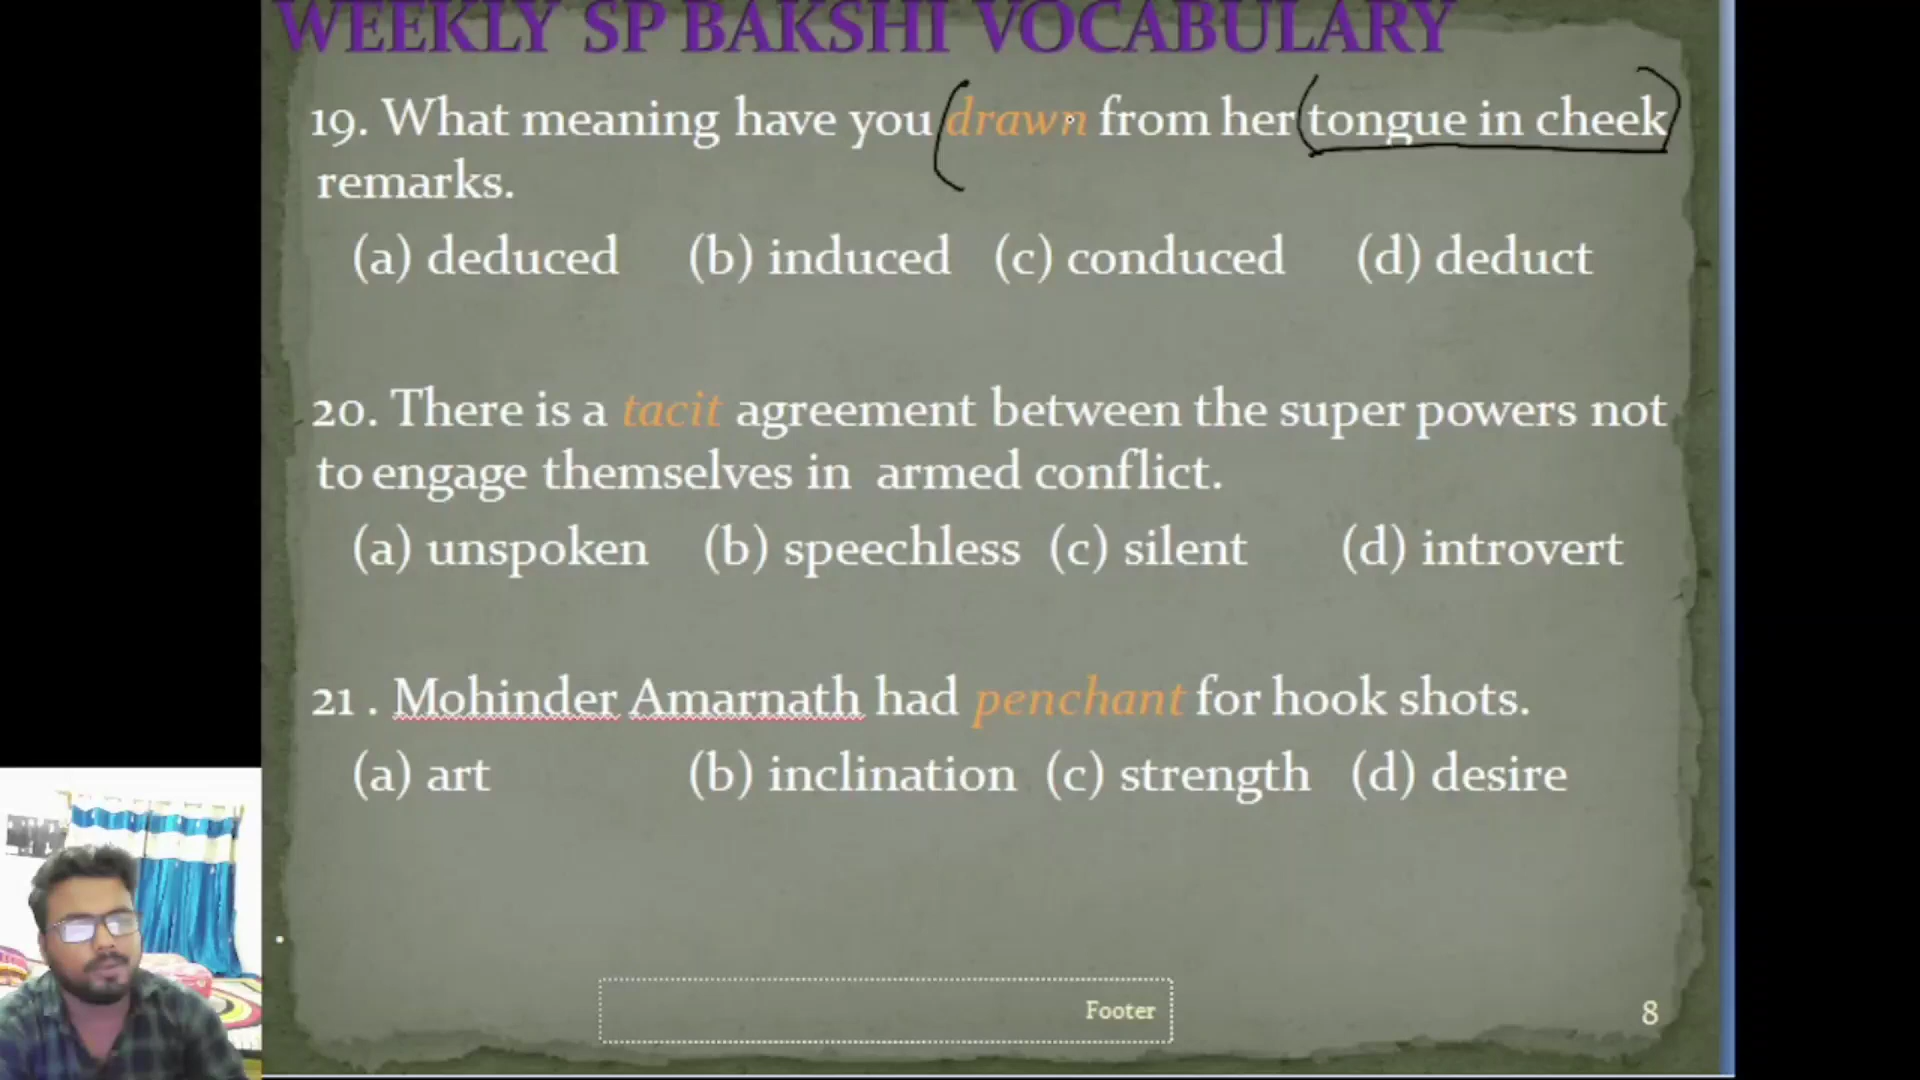 WEEKLY SP BAKSHI VOCABULARY
19. What meaning have you drawn from her tongue in cheek
remarks.
(a) deduced (b) induced (c) conduced (d) deduct
20. There is a tacit agreement between the super powers not
to engage themselves in armed conflict.
(a) unspoken (b) speechless (c) silent (d) introvert
21 . Mohinder Amarnath had penchant for hook shots.
(a) art (b) inclination (c) strength (d) desire
Footer
8